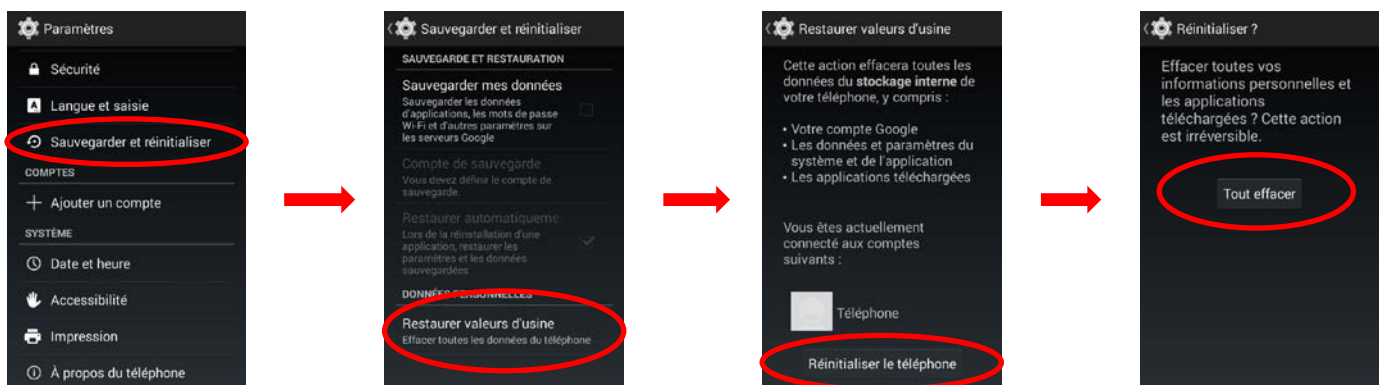 Paramètres
Sécurité
Langue et saisie
Sauvegarder et réinitialiser
COMPTES
Ajouter un compte
SYSTÈME
Date et heure
Accessibilité
Impression
À propos du téléphone
Sauvegarder et réinitialiser
SAUVEGARDE ET RESTAURATION
Sauvegarder mes données
Sauvegarder les données
d'applications, les mots de passe
Wi-Fi et d'autres paramètres sur
les serveurs Google
Compte de sauvegarde
Vous devez définir le compte de
sauvegarde.
Restaurer automatiqueme
Lors de la réinstallation d'une
application, restaurer les
paramètres et les données
sauvegardées
DONNÉES PERSONNELLES
Restaurer valeurs d'usine
Effacer toutes les données du téléphone
Restaurer valeurs d'usine
Cette action effacera toutes les
données du stockage interne de
votre téléphone, y compris :
• Votre compte Google
• Les données et paramètres du
système et de l'application
• Les applications téléchargées
Vous êtes actuellement
connecté aux comptes
suivants :
Téléphone
Réinitialiser le téléphone
Réinitialiser ?
Effacer toutes vos
informations personnelles et
les applications
téléchargées ? Cette action
est irréversible.
Tout effacer